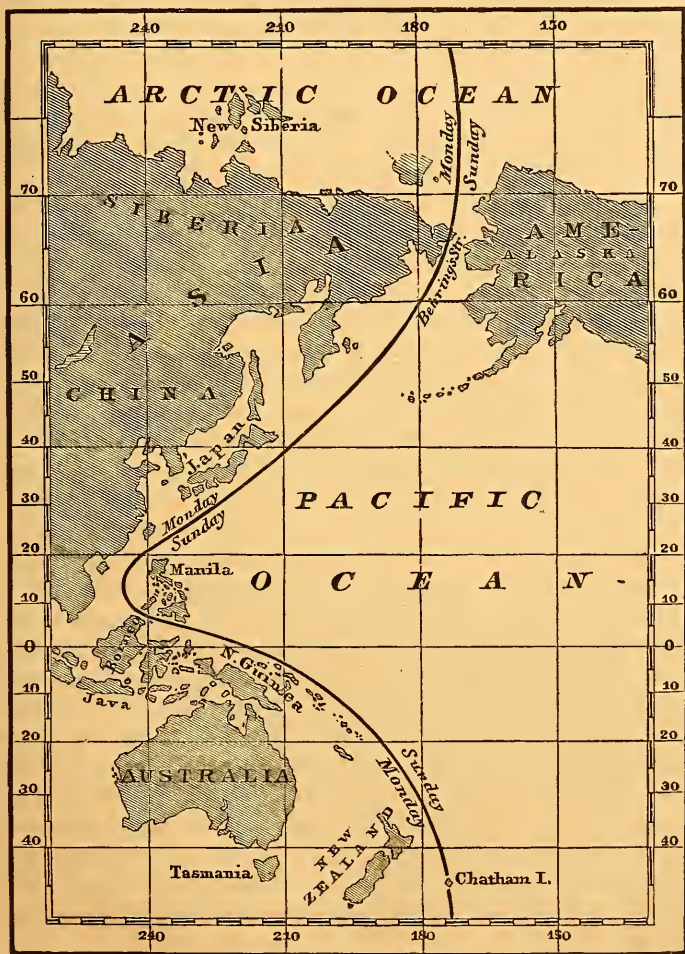 240 210 180 150
ARCTIC OCEAN
New Siberia
Monday
Sunday
70 70
SIBERIA
ASIA
AME-
ALASKA
RICA
Behring Str.
60 60
50 50
CHINA
40 40
Japan
30 30
PACIFIC
Monday
Sunday
20 20
Manila
OCEAN
10 10
0 0
Borneo
N. Guinea
10 10
Java
20 20
Sunday
Monday
AUSTRALIA
30 30
40 40
NEW
ZEALAND
Tasmania
Chatham I.
240 210 180 150